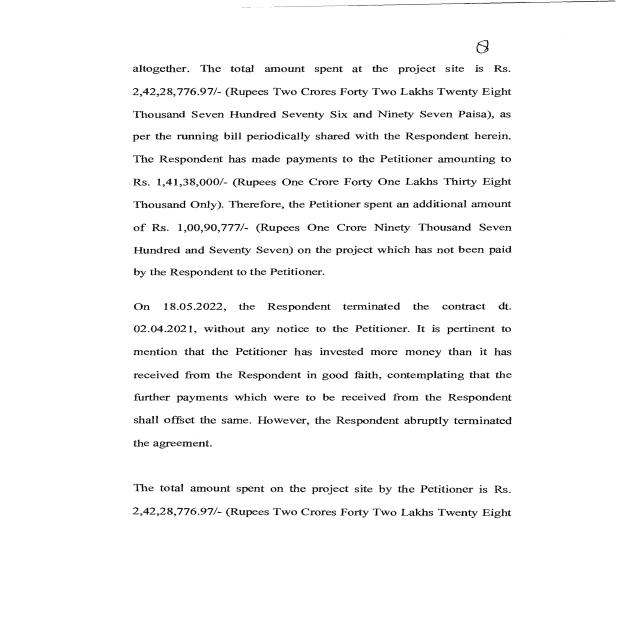 8
altogether. The total amount spent at the project site is Rs.
2,42,28,776.97/- (Rupees Two Crores Forty Two Lakhs Twenty Eight
Thousand Seven Hundred Seventy Six and Ninety Seven Paisa), as
per the running bill periodically shared with the Respondent herein.
The Respondent has made payments to the Petitioner amounting to
Rs. 1,41,38,000/- (Rupees One Crore Forty One Lakhs Thirty Eight
Thousand Only). Therefore, the Petitioner spent an additional amount
of Rs. 1,00,90,777/- (Rupees One Crore Ninety Thousand Seven
Hundred and Seventy Seven) on the project which has not been paid
by the Respondent to the Petitioner.
On 18.05.2022, the Respondent terminated the contract dt.
02.04.2021, without any notice to the Petitioner. It is pertinent to
mention that the Petitioner has invested more money than it has
received from the Respondent in good faith, contemplating that the
further payments which were to be received from the Respondent
shall offset the same. However, the Respondent abruptly terminated
the agreement.
The total amount spent on the project site by the Petitioner is Rs.
2,42,28,776.97/- (Rupees Two Crores Forty Two Lakhs Twenty Eight